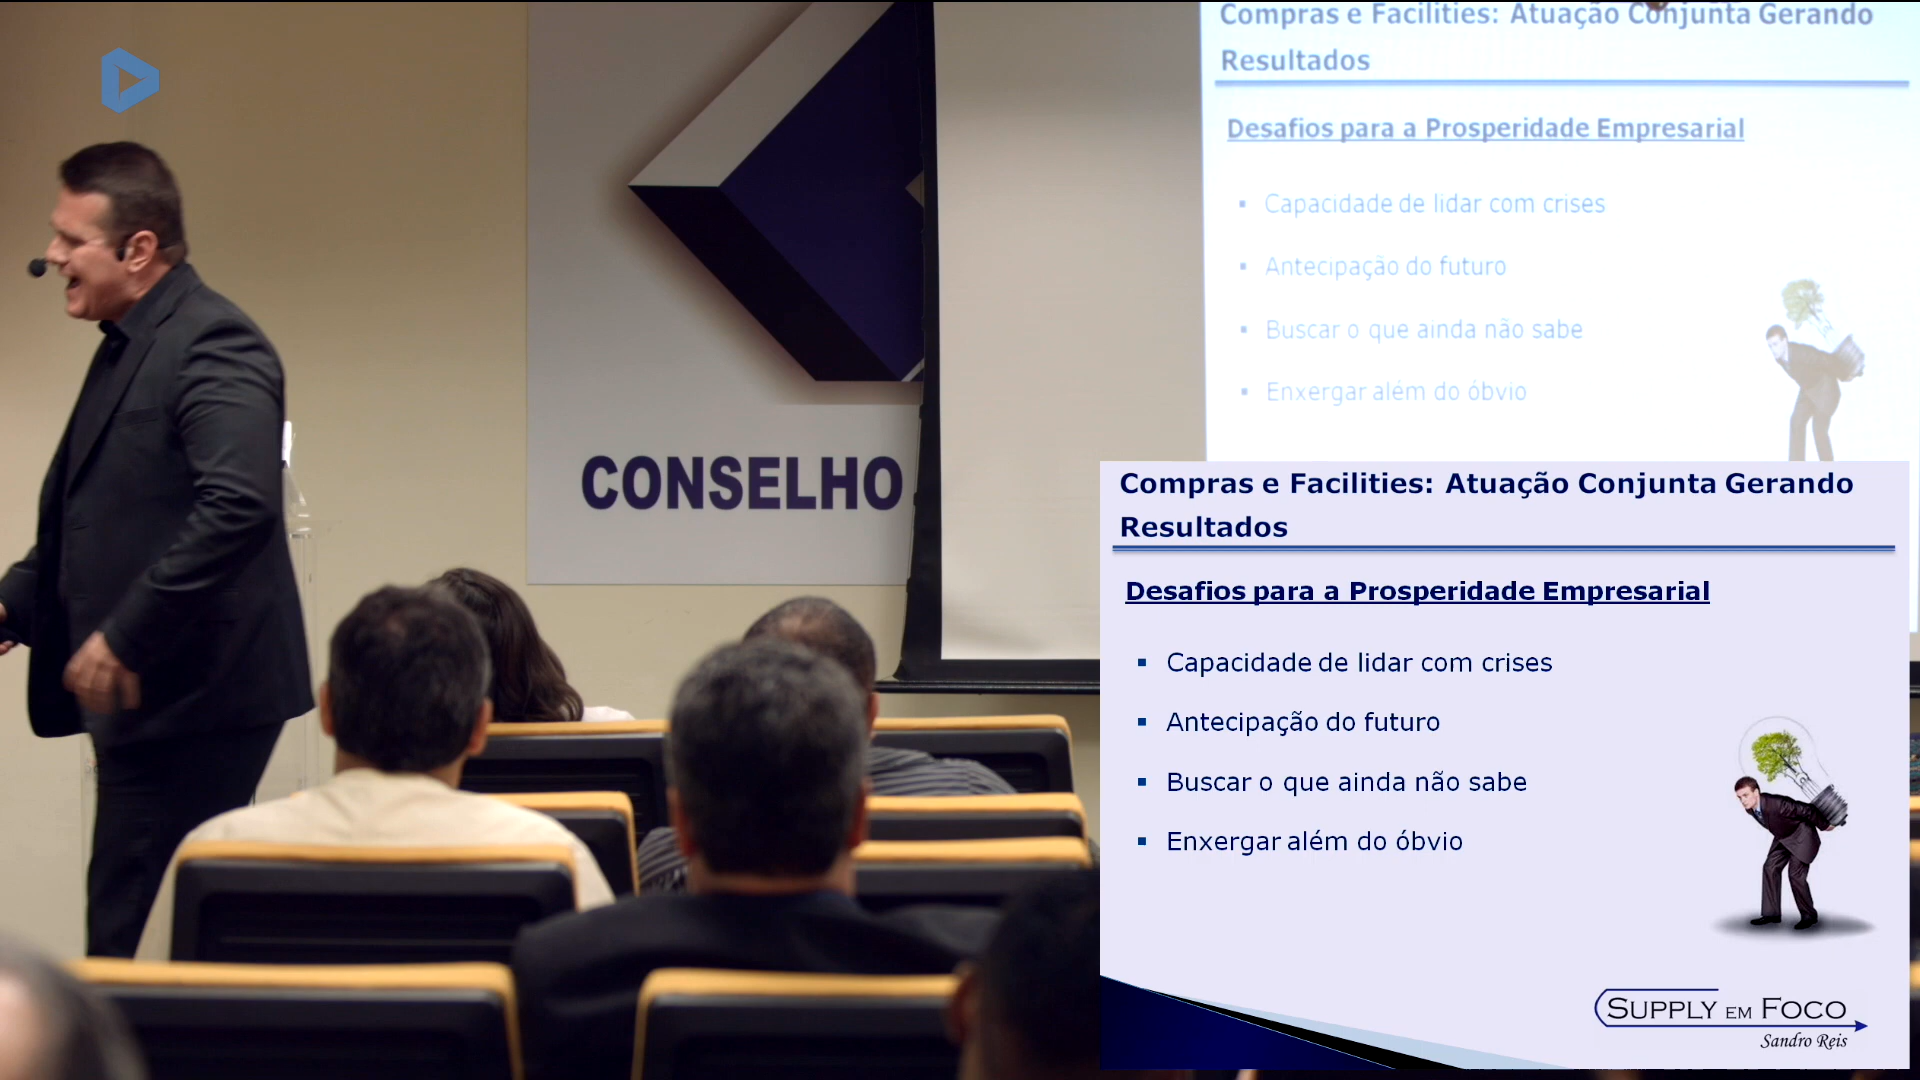 Compras e Facilities: Atuação Conjunta Gerando
Resultados
Desafios para a Prosperidade Empresarial
▪ Capacidade de lidar com crises
▪ Antecipação do futuro
▪ Buscar o que ainda não sabe
▪ Enxergar além do óbvio
CONSELHO
Compras e Facilities: Atuação Conjunta Gerando
Resultados
Desafios para a Prosperidade Empresarial
▪ Capacidade de lidar com crises
▪ Antecipação do futuro
▪ Buscar o que ainda não sabe
▪ Enxergar além do óbvio
SUPPLY EM FOCO
Sandro Reis